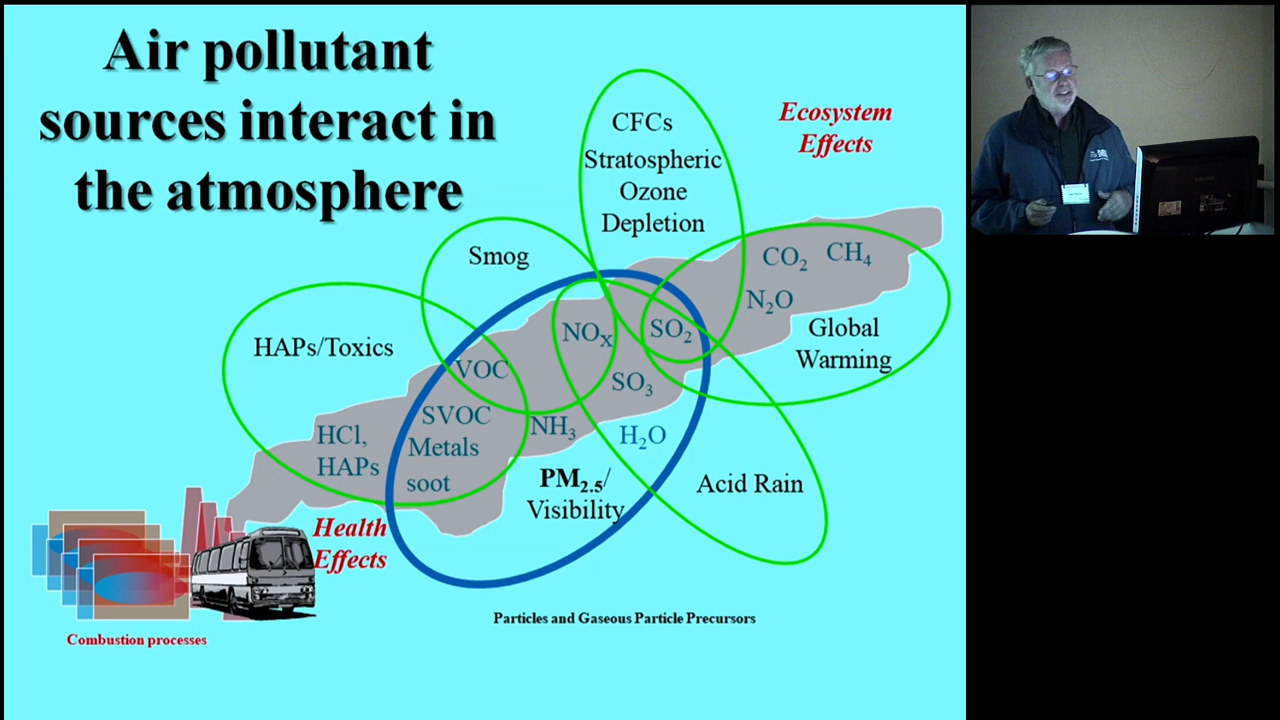 Air pollutant
sources interact in
the atmosphere
CFCs
Stratospheric
Ozone
Depletion
Ecosystem
Effects
Smog
CO₂ CH₄
N₂O
Global
Warming
HAPs/Toxics
NOX
SO₂
VOC
SO₃
SVOC
Metals
soot
NH₃
H₂O
HCl,
HAPs
PM₂.₅/
Visibility
Acid Rain
Health
Effects
Particles and Gaseous Particle Precursors
Combustion processes